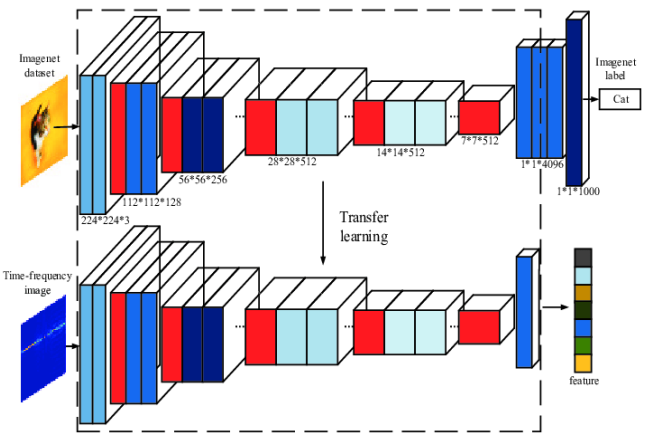 Imagenet
dataset
Imagenet
label
Cat
224*224*3
112*112*128
56*56*256
...
28*28*512
...
14*14*512
...
7*7*512
1*1*4096
1*1*1000
Transfer
learning
Time-frequency
image
...
...
...
feature